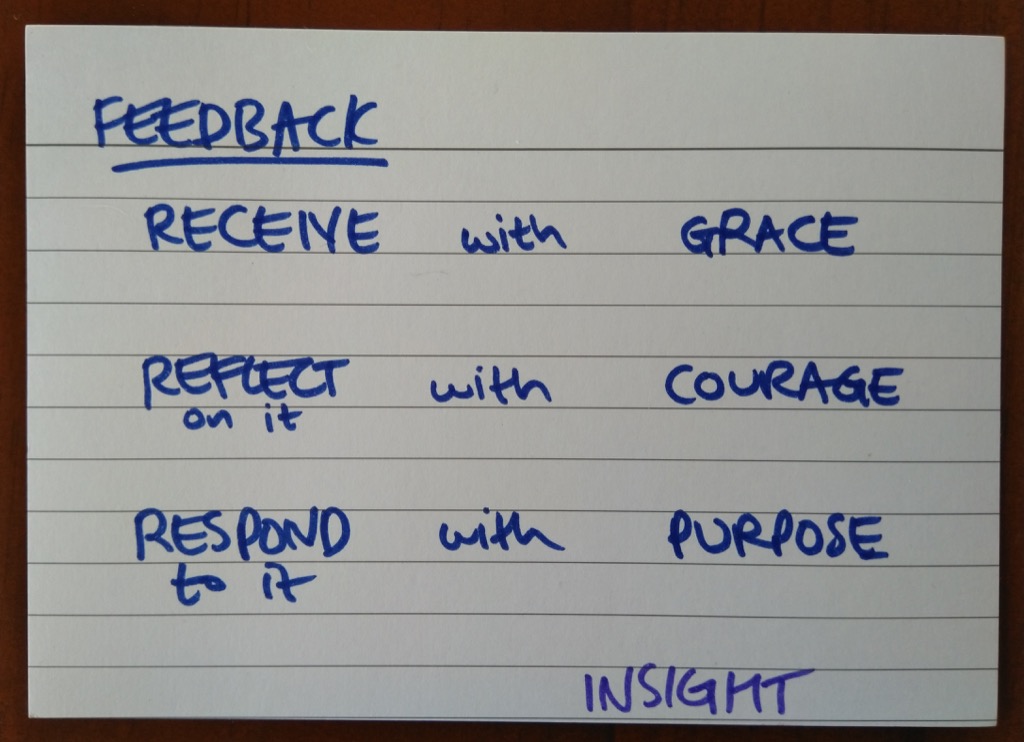 FEEDBACK
RECEIVE with GRACE
REFLECT with COURAGE
on it
RESPOND with PURPOSE
to it
INSIGHT